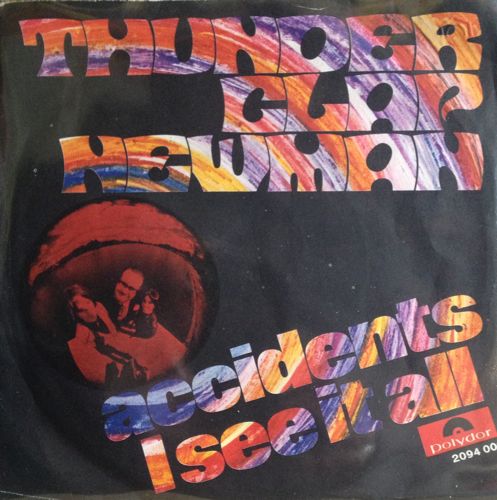 THUNDER
CLAP
NEWMAN
accidents
I see it all
Polydor
2094 00